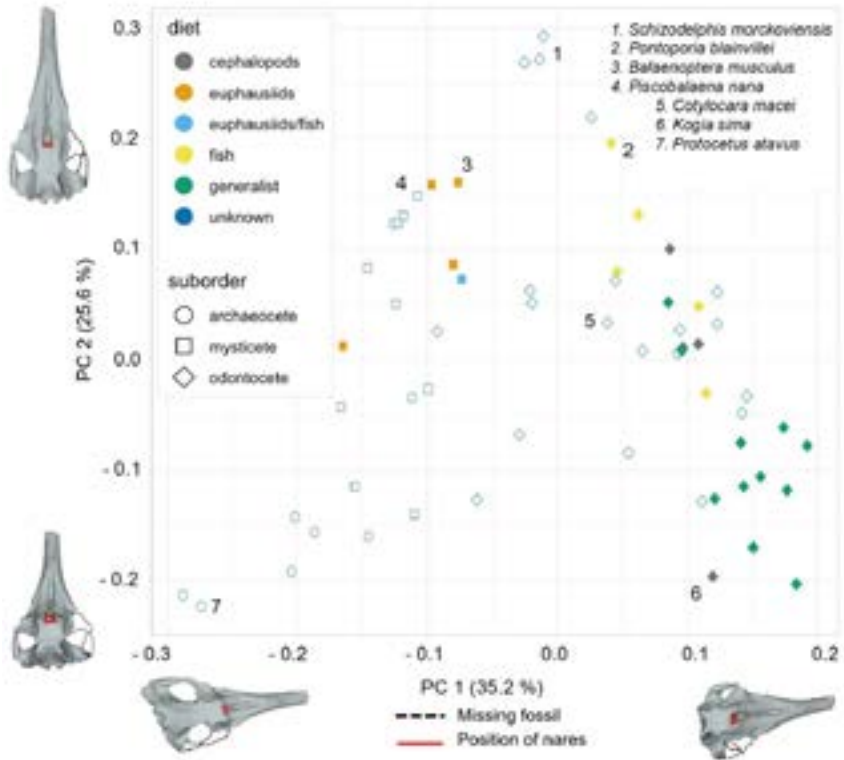 0.3
0.2
0.1
0.0
- 0.1
- 0.2
PC 2 (25.6 %)
diet
cephalopods
euphausiids
euphausiids/fish
fish
generalist
unknown
suborder
archaeocete
mysticete
odontocete
1. Schizodelphis morckoviensis
2. Pontoporia blainvillei
3. Balaenoptera musculus
4. Piscobalaena nana
5. Cotylocara macei
6. Kogia sima
7. Protocetus atavus
1
2
3
4
5
6
7
- 0.3
- 0.2
- 0.1
0.0
0.1
0.2
PC 1 (35.2 %)
Missing fossil
Position of nares